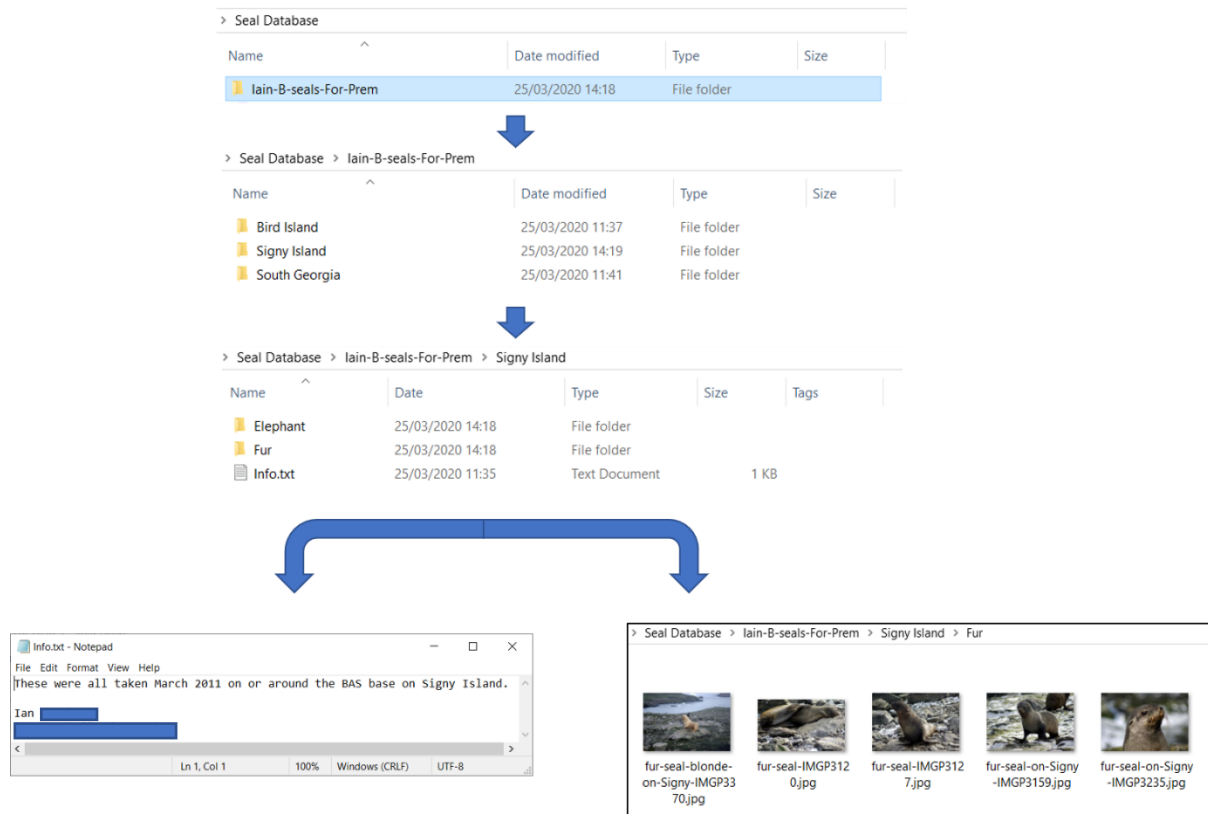 > Seal Database
Name Date modified Type Size
Iain-B-seals-For-Prem 25/03/2020 14:18 File folder
> Seal Database > Iain-B-seals-For-Prem
Name Date modified Type Size
Bird Island 25/03/2020 11:37 File folder
Signy Island 25/03/2020 14:19 File folder
South Georgia 25/03/2020 11:41 File folder
> Seal Database > Iain-B-seals-For-Prem > Signy Island
Name Date Type Size Tags
Elephant 25/03/2020 14:18 File folder
Fur 25/03/2020 14:18 File folder
Info.txt 25/03/2020 11:35 Text Document 1 KB
Info.txt - Notepad
File Edit Format View Help
These were all taken March 2011 on or around the BAS base on Signy Island.
Ian
Ln 1, Col 1 100% Windows (CRLF) UTF-8
> Seal Database > Iain-B-seals-For-Prem > Signy Island > Fur
fur-seal-blonde-
on-Signy-IMGP33
70.jpg
fur-seal-IMGP312
0.jpg
fur-seal-IMGP312
7.jpg
fur-seal-on-Signy
-IMGP3159.jpg
fur-seal-on-Signy
-IMGP3235.jpg